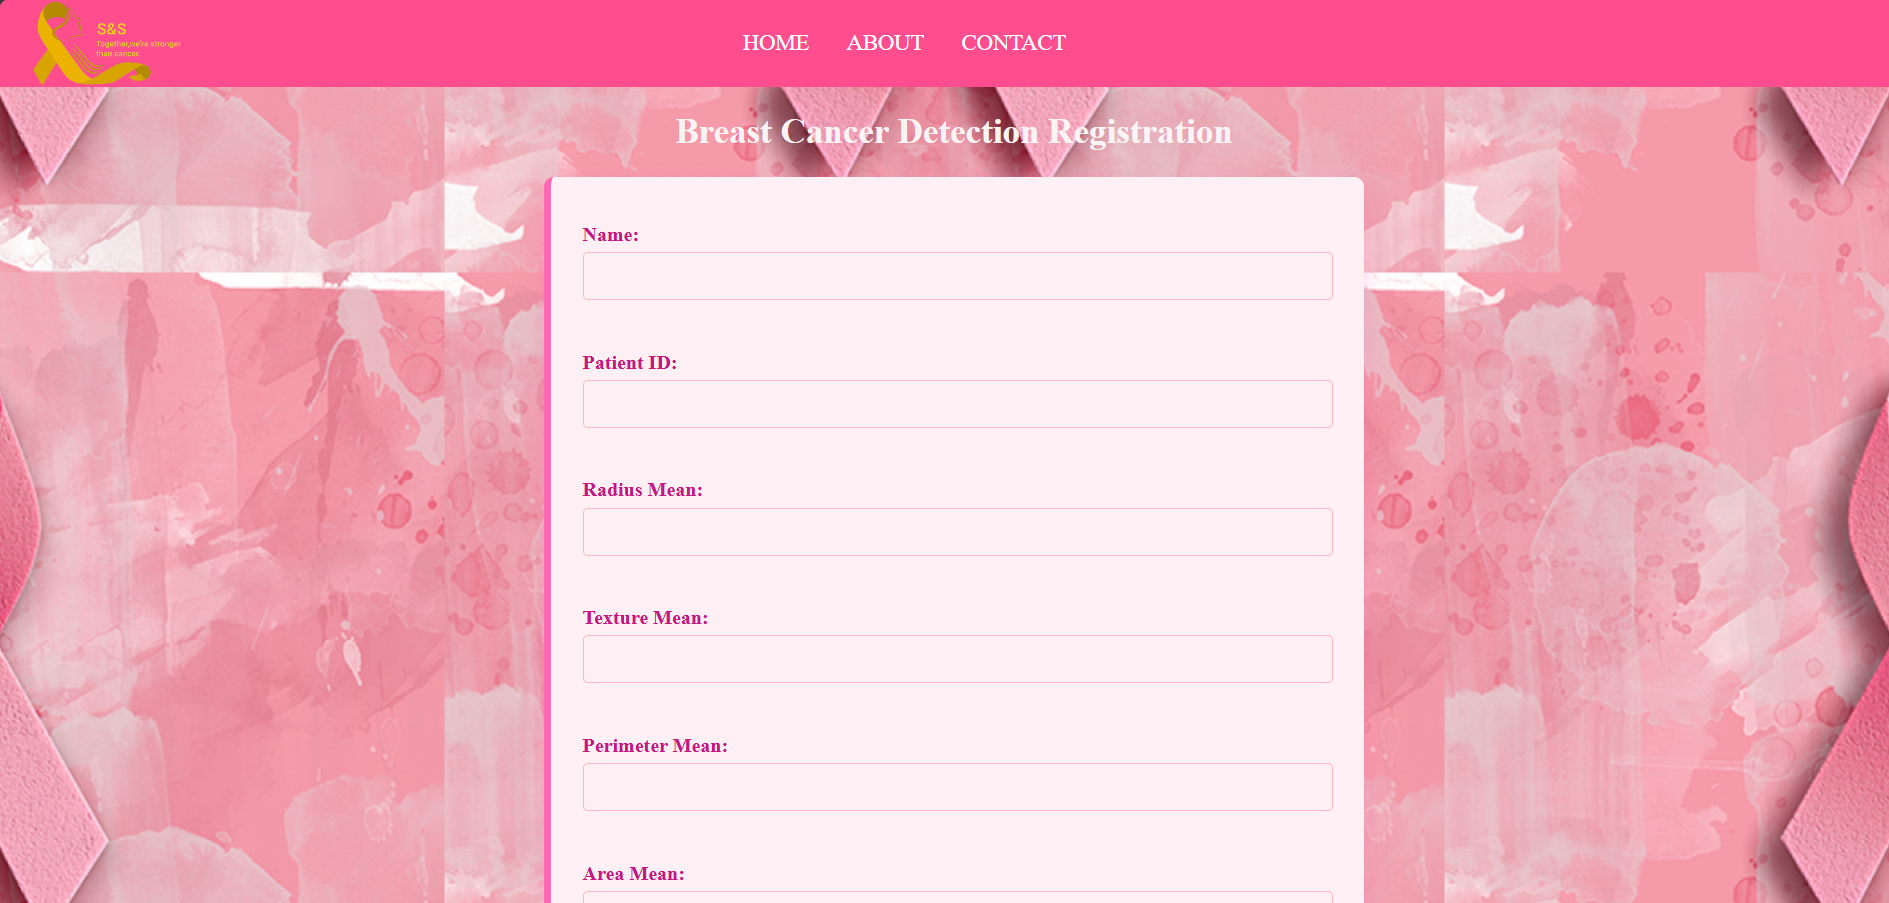 S&S
Together,we're stronger
than cancer.
HOME ABOUT CONTACT
Breast Cancer Detection Registration
Name:
Patient ID:
Radius Mean:
Texture Mean:
Perimeter Mean:
Area Mean: